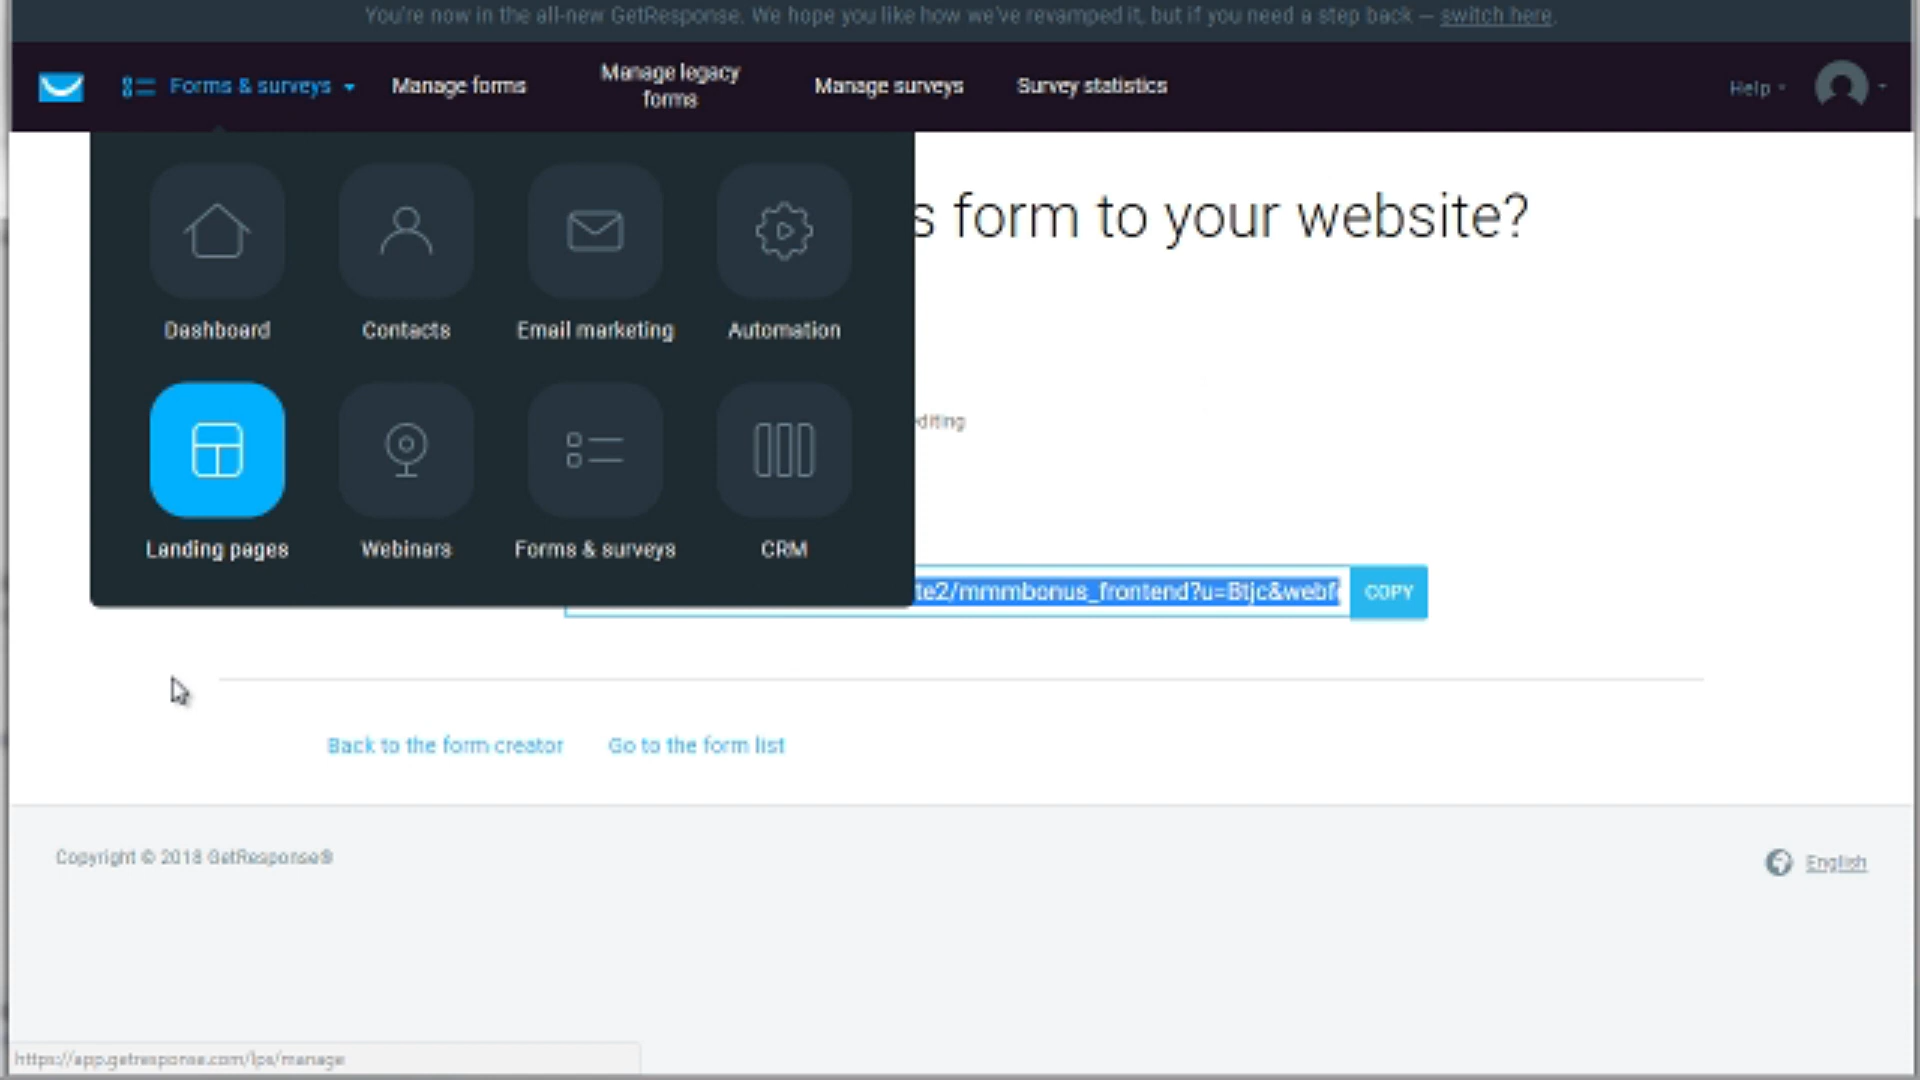 You're now in the all-new GetResponse. We hope you like how we've revamped it, but if you need a step back – switch here.
Forms & surveys
Manage forms
Manage legacy
forms
Manage surveys
Survey statistics
Help
s form to your website?
Dashboard
Contacts
Email marketing
Automation
editing
Landing pages
Webinars
Forms & surveys
CRM
te2/mmmbonus_frontend?u=Btjc&webf
COPY
Back to the form creator
Go to the form list
Copyright © 2018 GetResponse®
English
https://app.getresponse.com/lps/manage